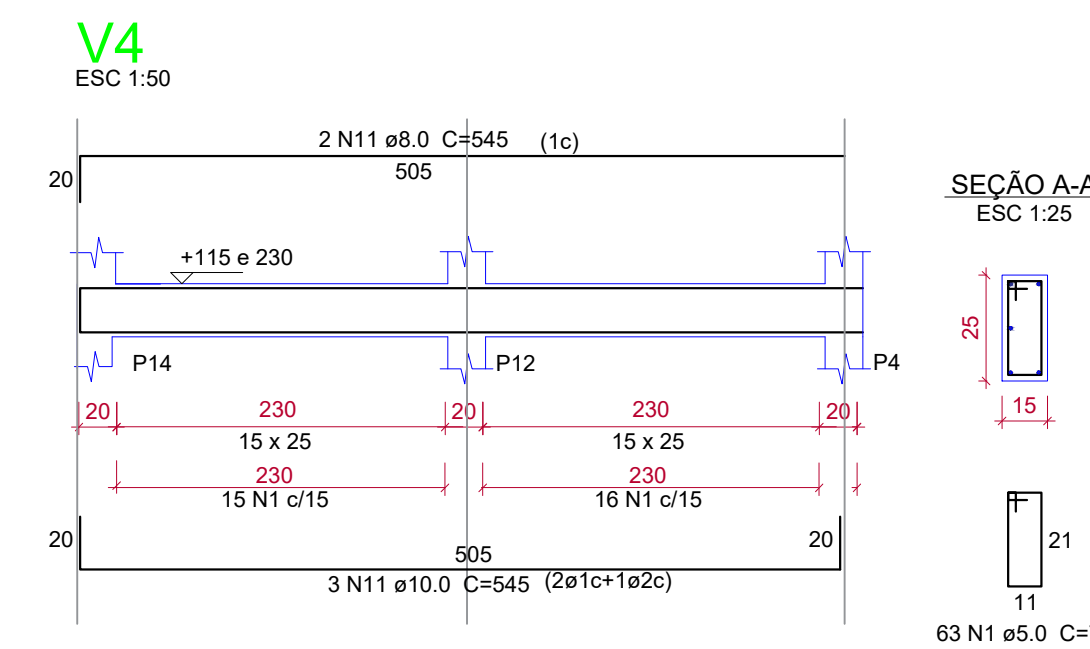 V4
ESC 1:50
2 N11 ø8.0 C=545 (1c)
20
505
SEÇÃO A-A
ESC 1:25
+115 e 230
25
P14
P12
P4
15
20
230
20
230
20
15 x 25
15 x 25
230
230
15 N1 c/15
16 N1 c/15
20
505
20
21
3 N11 ø10.0 C=545 (2ø1c+1ø2c)
11
63 N1 ø5.0 C=